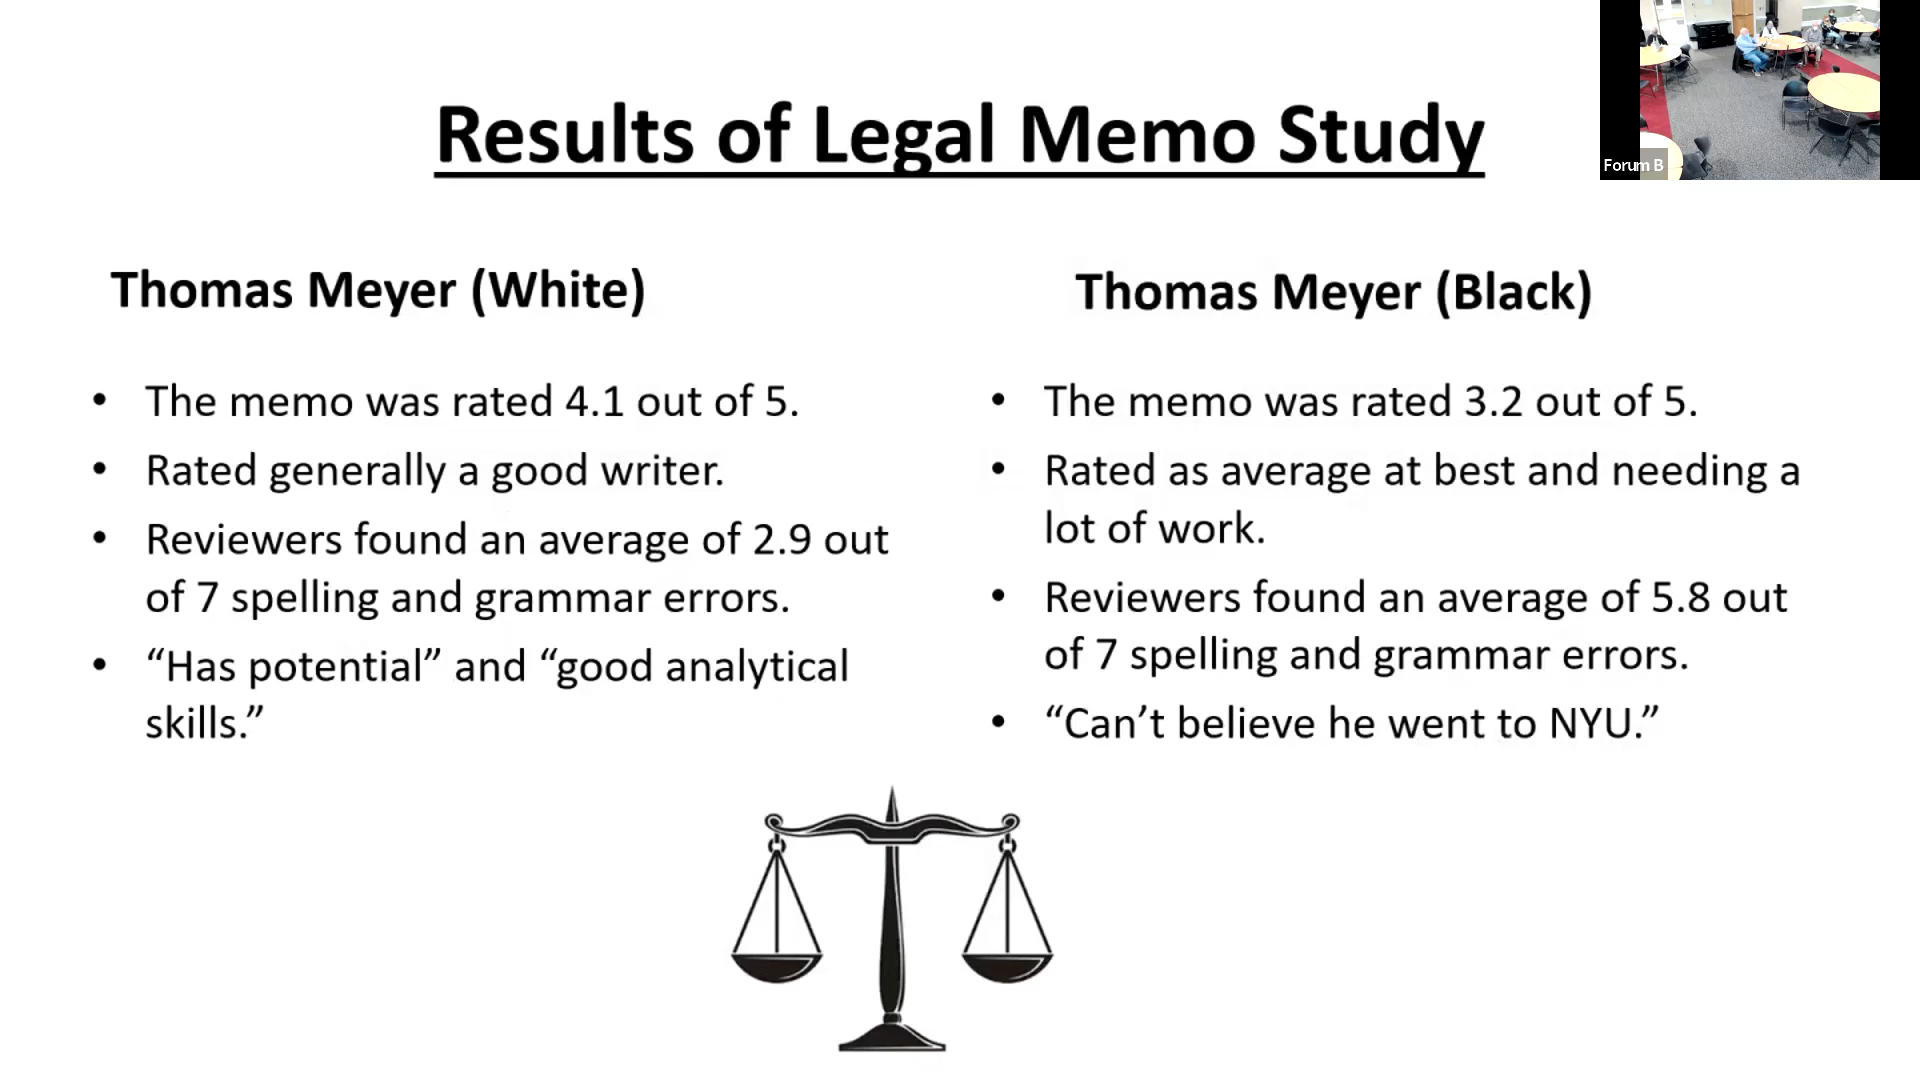 Results of Legal Memo Study
Forum B
Thomas Meyer (White)
• The memo was rated 4.1 out of 5.
• Rated generally a good writer.
• Reviewers found an average of 2.9 out
of 7 spelling and grammar errors.
• “Has potential” and “good analytical
skills.”
Thomas Meyer (Black)
• The memo was rated 3.2 out of 5.
• Rated as average at best and needing a
lot of work.
• Reviewers found an average of 5.8 out
of 7 spelling and grammar errors.
• “Can’t believe he went to NYU.”